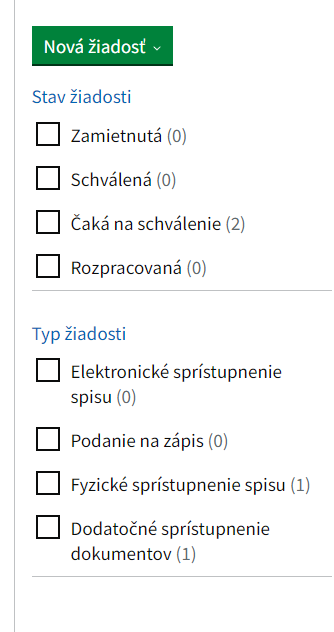 Nová žiadosť
Stav žiadosti
Zamietnutá (0)
Schválená (0)
Čaká na schválenie (2)
Rozpracovaná (0)
Typ žiadosti
Elektronické sprístupnenie
spisu (0)
Podanie na zápis (0)
Fyzické sprístupnenie spisu (1)
Dodatočné sprístupnenie
dokumentov (1)